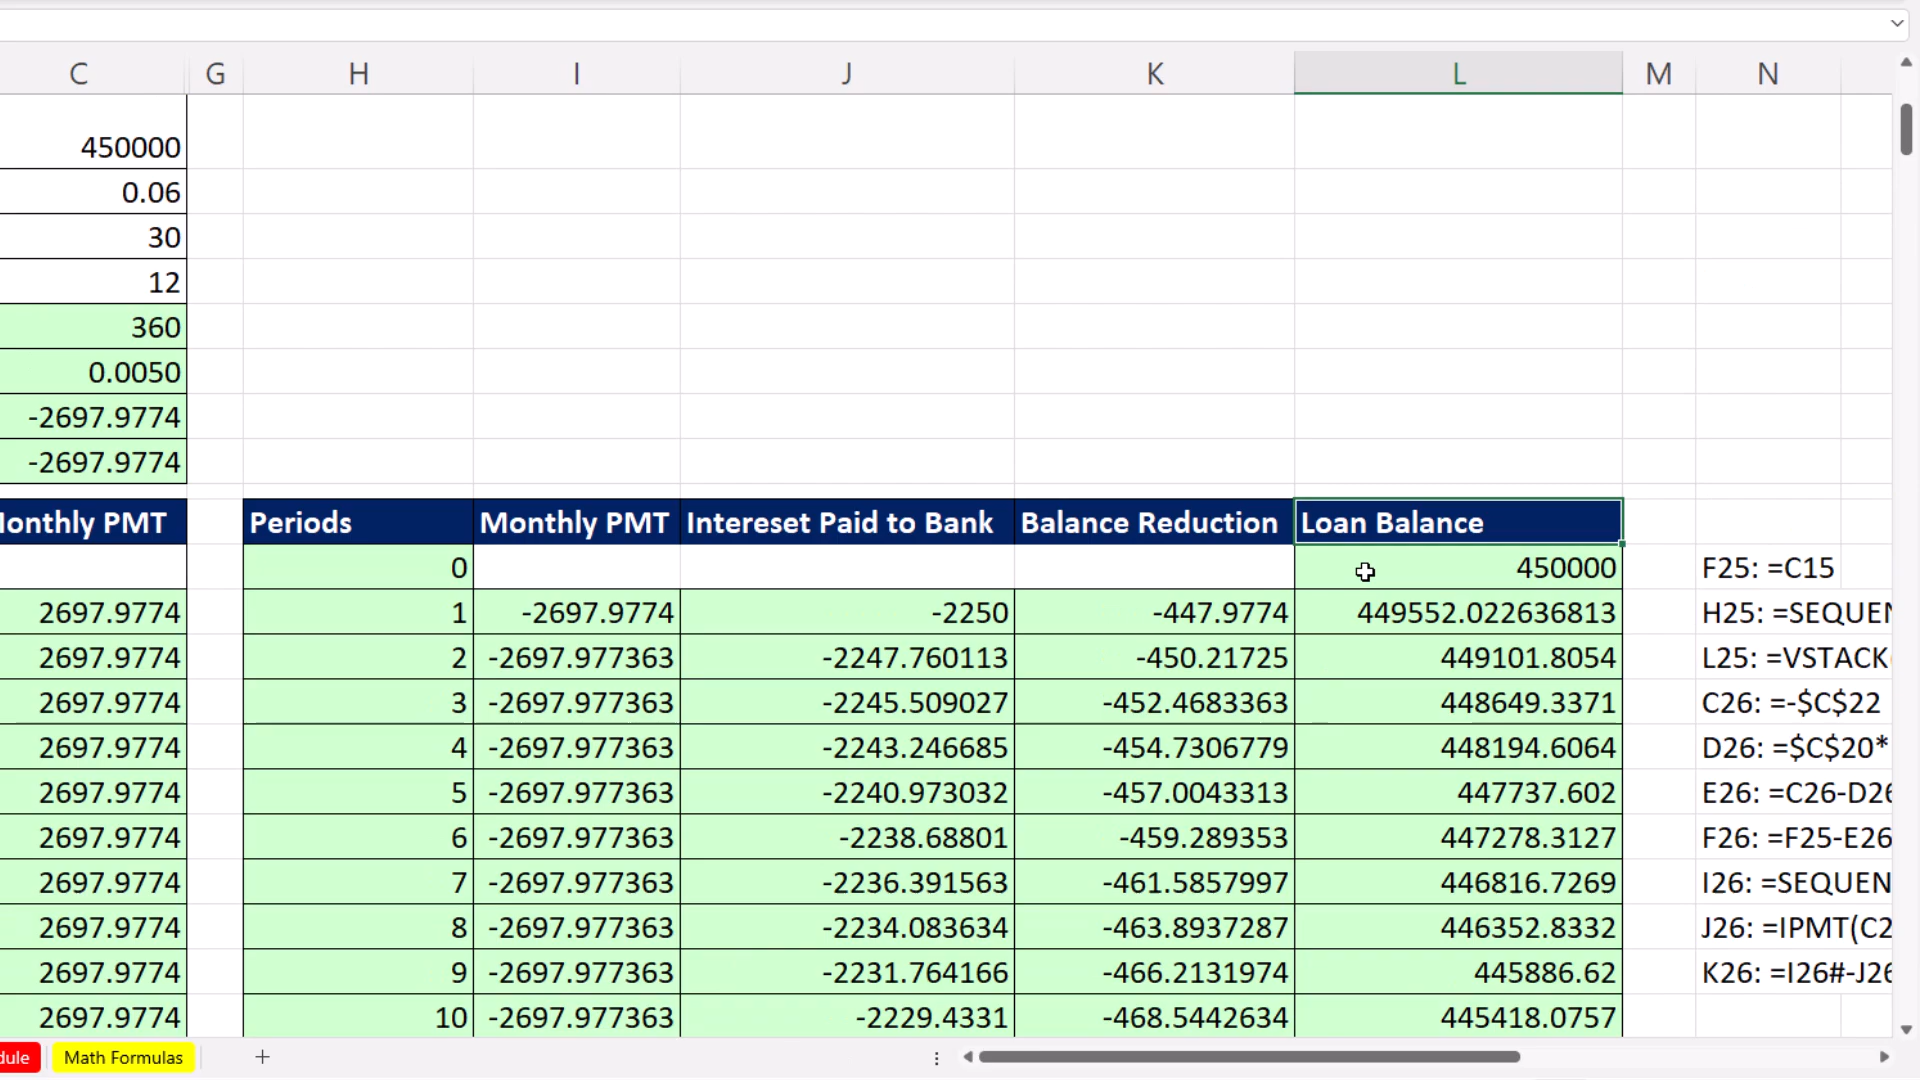 C G H I J K L M N
450000
0.06
30
12
360
0.0050
-2697.9774
-2697.9774
onthly PMT Periods Monthly PMT Intereset Paid to Bank Balance Reduction Loan Balance
0 450000 F25: =C15
2697.9774 1 -2697.9774 -2250 -447.9774 449552.022636813 H25: =SEQUEN
2697.9774 2 -2697.977363 -2247.760113 -450.21725 449101.8054 L25: =VSTACK(
2697.9774 3 -2697.977363 -2245.509027 -452.4683363 448649.3371 C26: =-$C$22
2697.9774 4 -2697.977363 -2243.246685 -454.7306779 448194.6064 D26: =$C$20*
2697.9774 5 -2697.977363 -2240.973032 -457.0043313 447737.602 E26: =C26-D26
2697.9774 6 -2697.977363 -2238.68801 -459.289353 447278.3127 F26: =F25-E26
2697.9774 7 -2697.977363 -2236.391563 -461.5857997 446816.7269 I26: =SEQUEN
2697.9774 8 -2697.977363 -2234.083634 -463.8937287 446352.8332 J26: =IPMT(C2
2697.9774 9 -2697.977363 -2231.764166 -466.2131974 445886.62 K26: =I26#-J26
2697.9774 10 -2697.977363 -2229.4331 -468.5442634 445418.0757
dule Math Formulas +